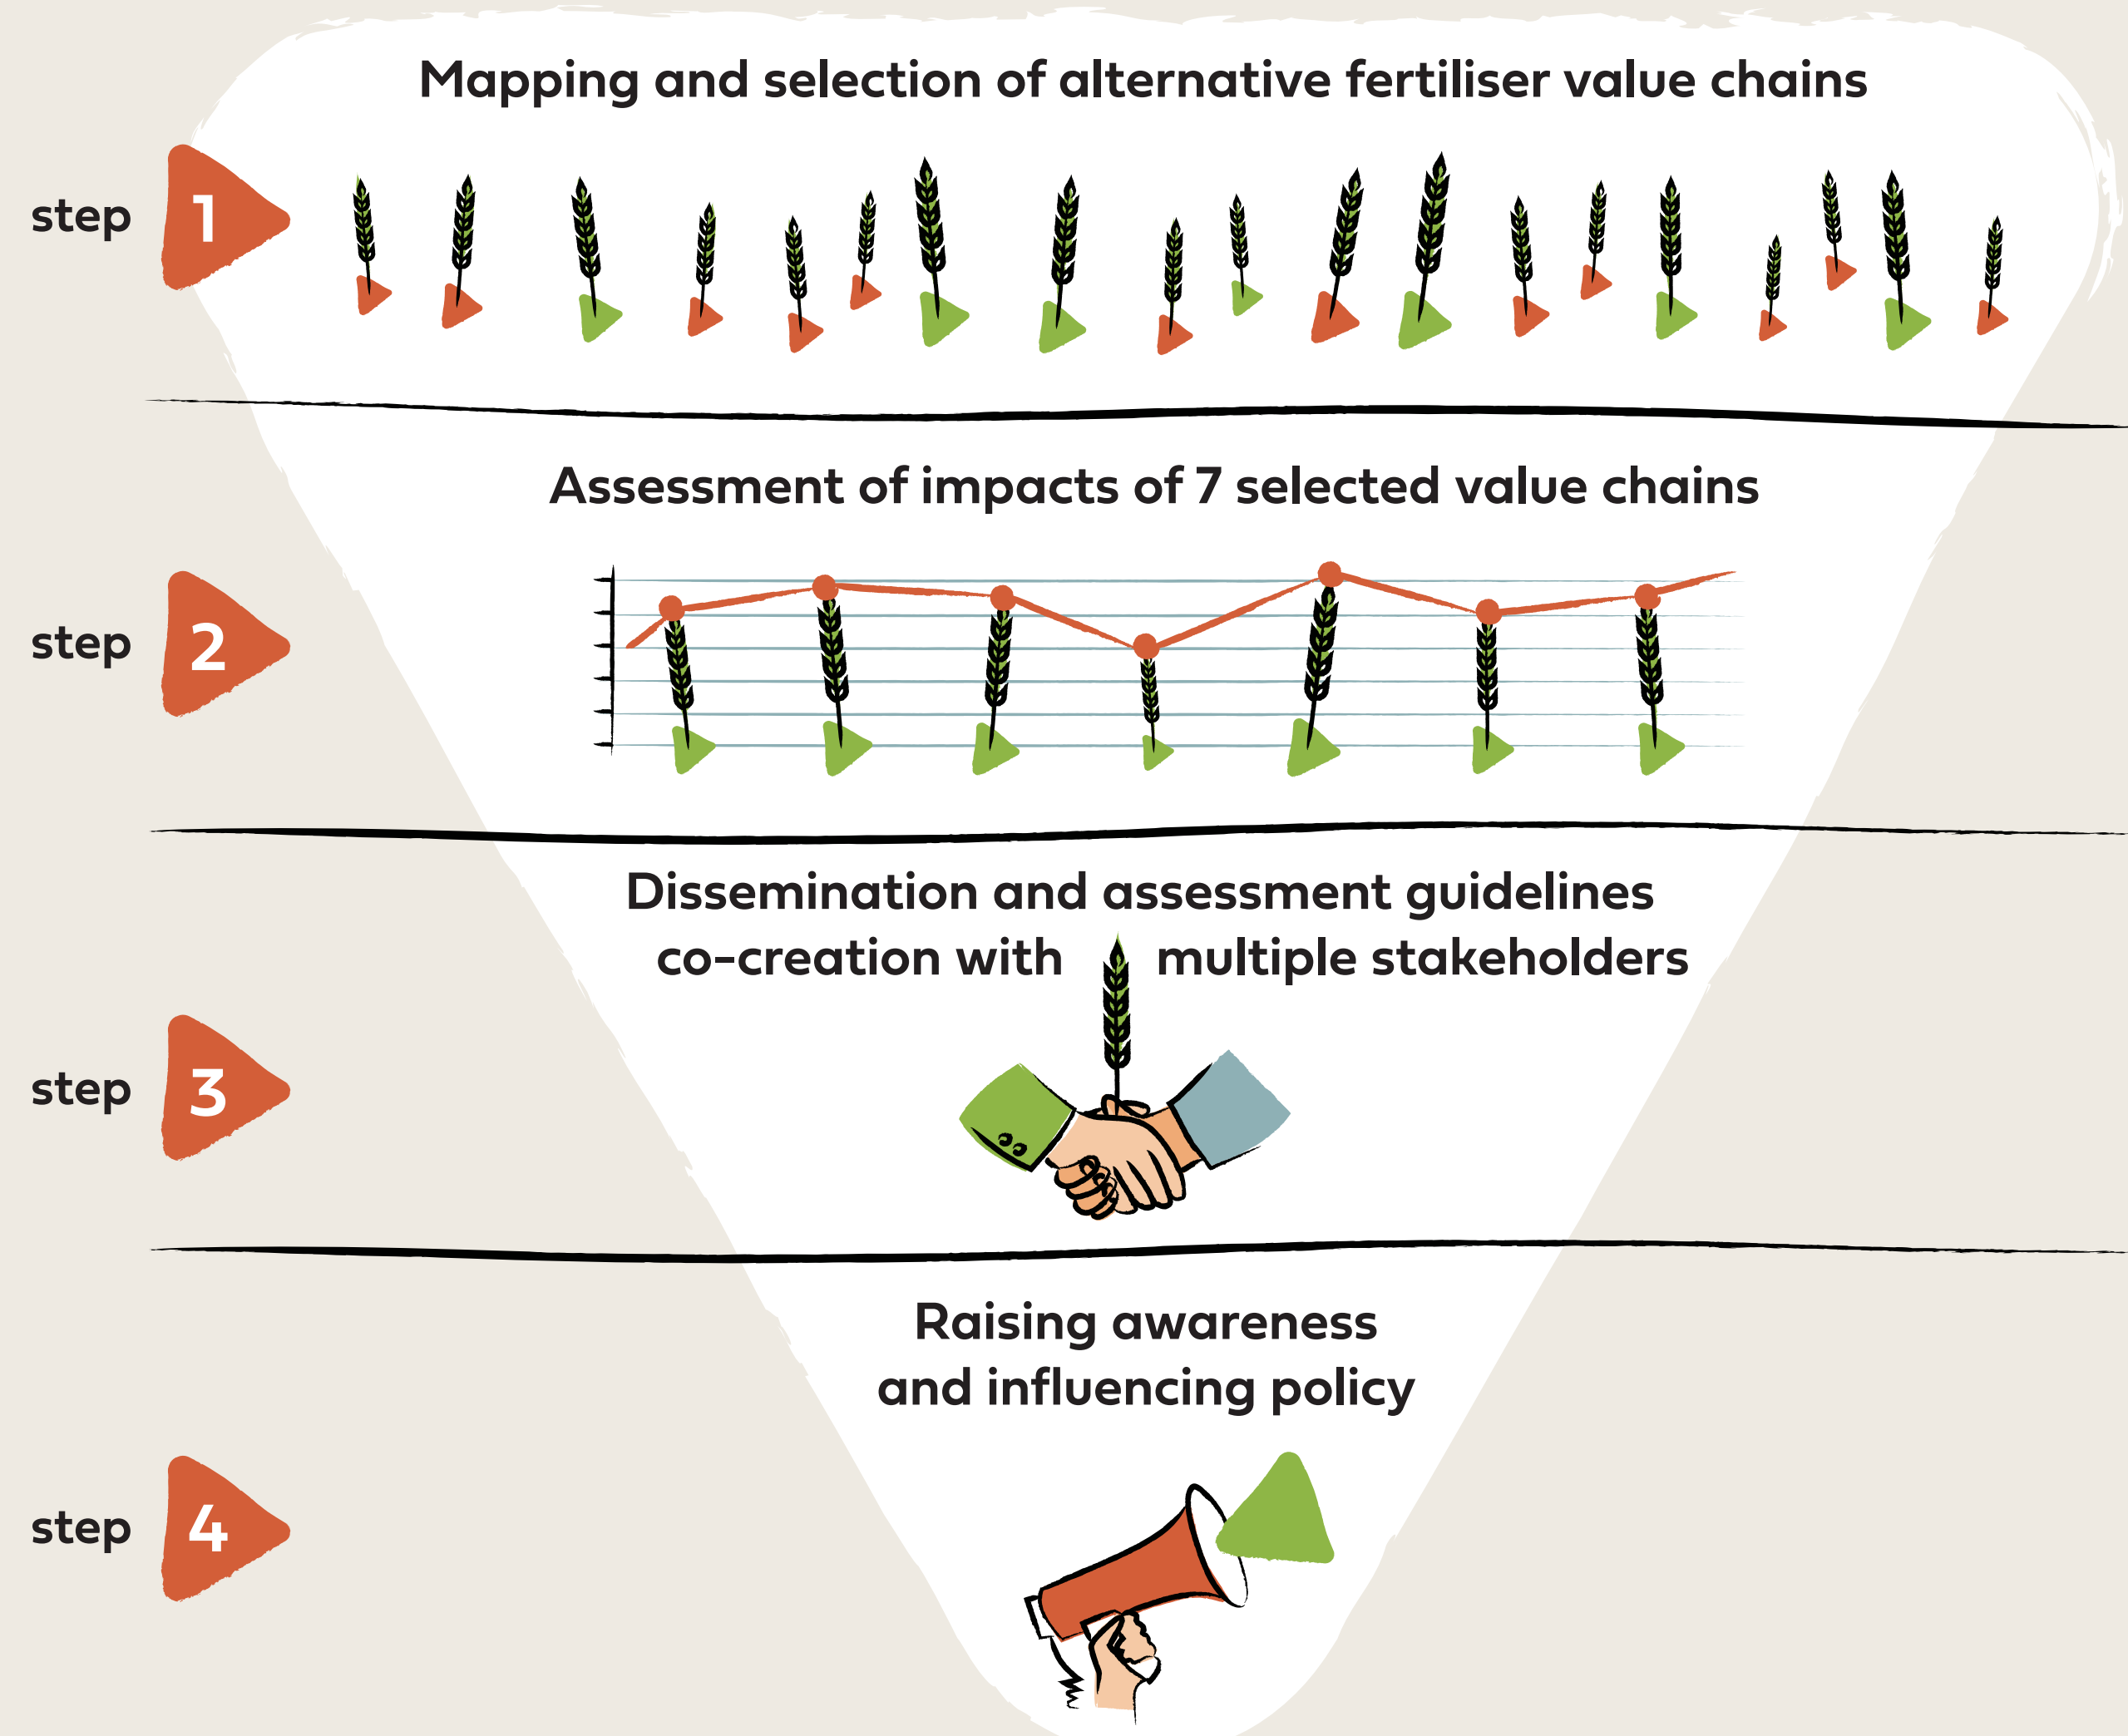 Mapping and selection of alternative fertiliser value chains
step 1
Assessment of impacts of 7 selected value chains
step 2
Dissemination and assessment guidelines
co-creation with multiple stakeholders
step 3
Raising awareness
and influencing policy
step 4